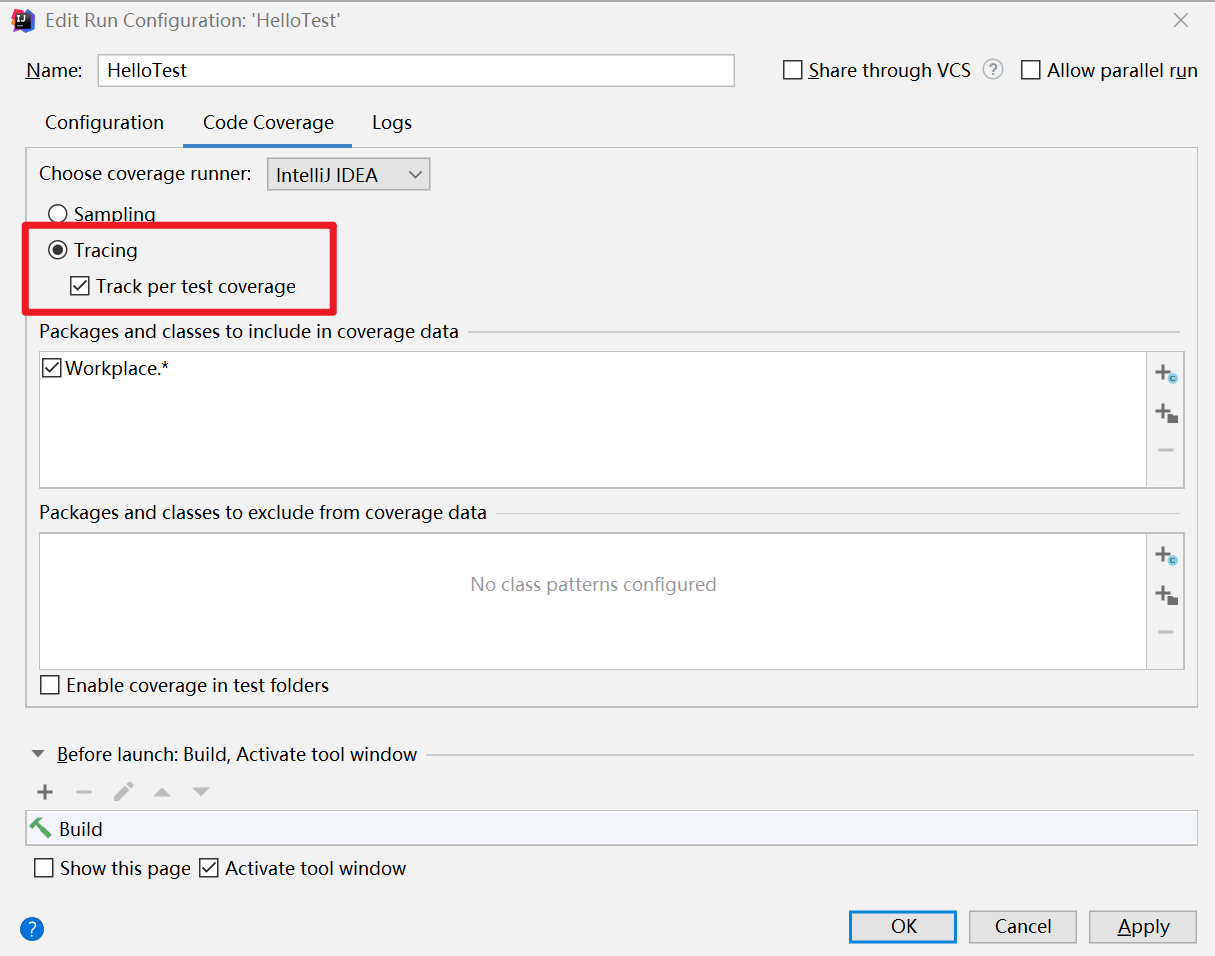 Edit Run Configuration: 'HelloTest'
Name: HelloTest Share through VCS ? Allow parallel run
Configuration Code Coverage Logs
Choose coverage runner: IntelliJ IDEA
Sampling
Tracing
Track per test coverage
Packages and classes to include in coverage data
Workplace.*
Packages and classes to exclude from coverage data
No class patterns configured
Enable coverage in test folders
Before launch: Build, Activate tool window
Build
Show this page Activate tool window
? OK Cancel Apply